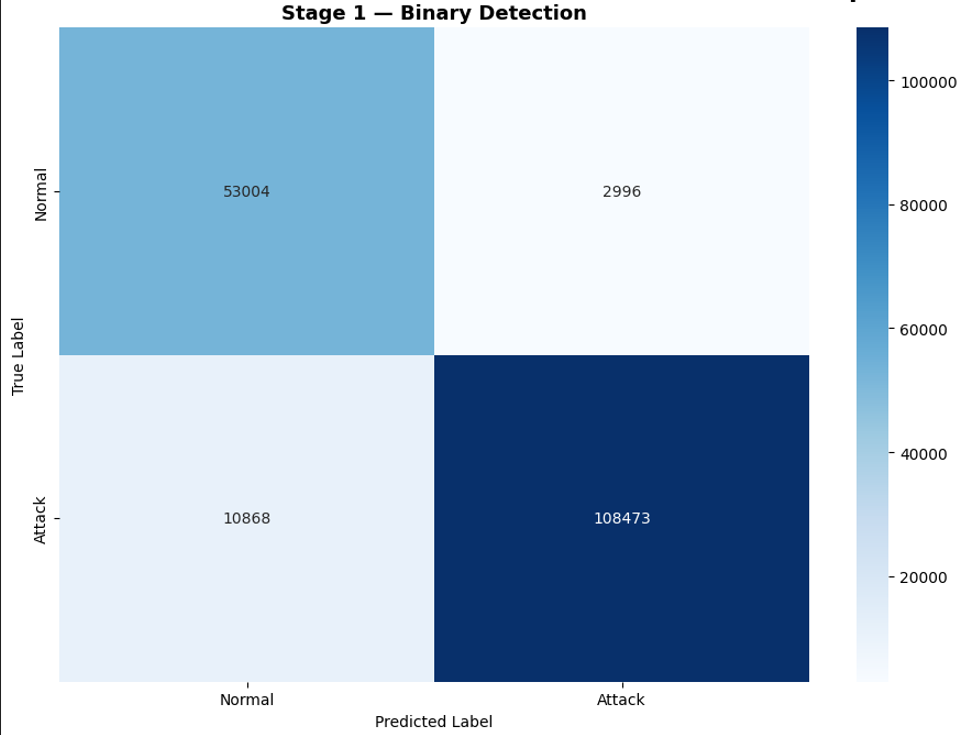 Stage 1 — Binary Detection
True Label
Normal
Attack
53004
2996
10868
108473
Normal
Attack
Predicted Label
100000
80000
60000
40000
20000